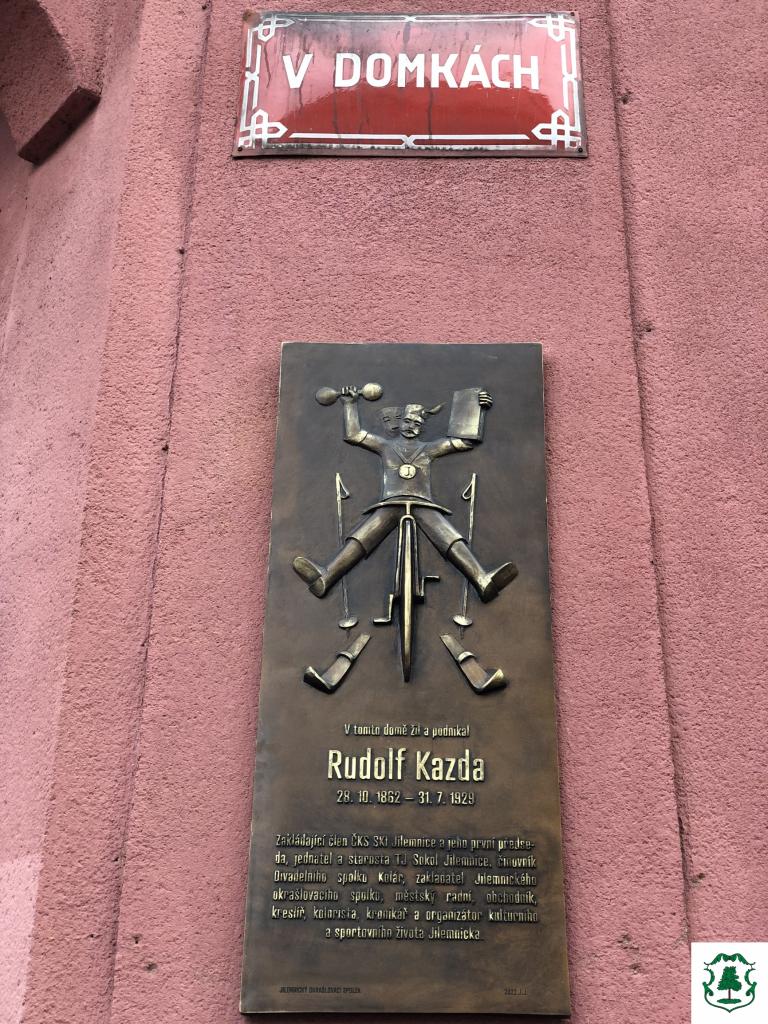 V DOMKÁCH
J
V tomto domě žil a podnikal
Rudolf Kazda
28. 10. 1862 – 31. 7. 1929
Zakládající člen ČKS SKI Jilemnice a jeho první předse-
da, jednatel a starosta TJ Sokol Jilemnice, činovník
Divadelního spolku Kolár, zakladatel Jilemnického
okrašlovacího spolku, městský radní, obchodník,
kreslíř, kolorista, kronikář a organizátor kulturního
a sportovního života Jilemnicka.
JILEMNICKÝ OKRAŠLOVACÍ SPOLEK
2022 J.J.